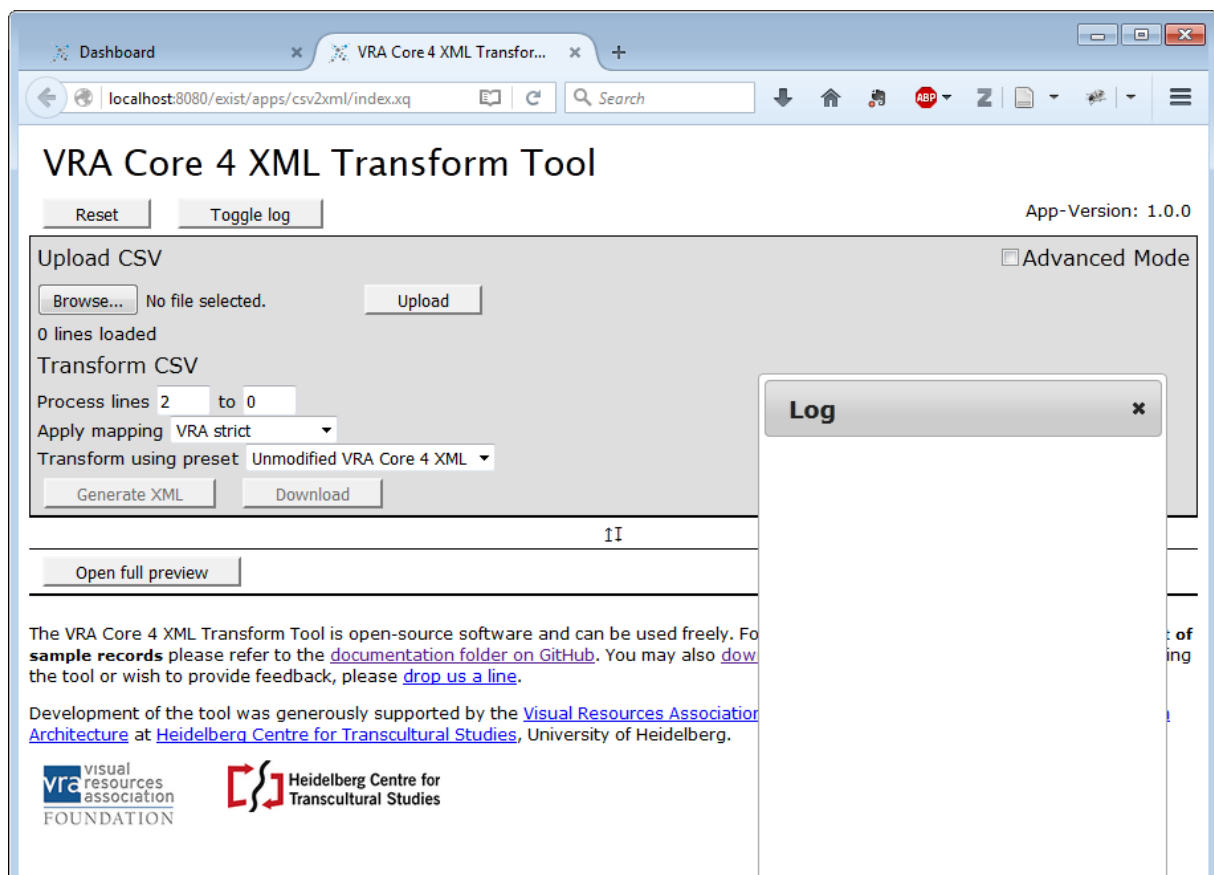 Dashboard
VRA Core 4 XML Transfor...
localhost:8080/exist/apps/csv2xml/index.xq
Search
ABP
Z
VRA Core 4 XML Transform Tool
Reset
Toggle log
App-Version: 1.0.0
Upload CSV
Advanced Mode
Browse... No file selected.
Upload
0 lines loaded
Transform CSV
Process lines 2 to 0
Apply mapping VRA strict
Transform using preset Unmodified VRA Core 4 XML
Generate XML
Download
Log
Open full preview
The VRA Core 4 XML Transform Tool is open-source software and can be used freely. Fo
of
sample records please refer to the documentation folder on GitHub. You may also dow
ing
the tool or wish to provide feedback, please drop us a line.
Development of the tool was generously supported by the Visual Resources Association
Architecture at Heidelberg Centre for Transcultural Studies, University of Heidelberg.
vra visual
resources
association
FOUNDATION
Heidelberg Centre for
Transcultural Studies